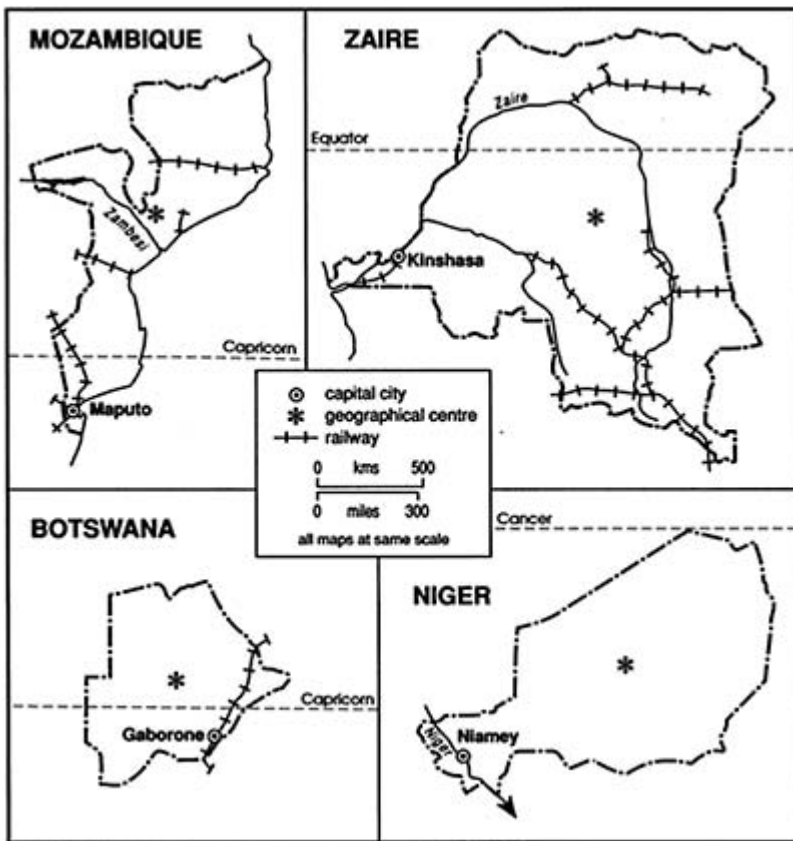 MOZAMBIQUE
Zambesi
Capricorn
Maputo
ZAIRE
Zaire
Equator
Kinshasa
capital city
geographical centre
railway
0 kms 500
0 miles 300
all maps at same scale
BOTSWANA
Capricorn
Gaborone
Cancer
NIGER
Niger
Niamey